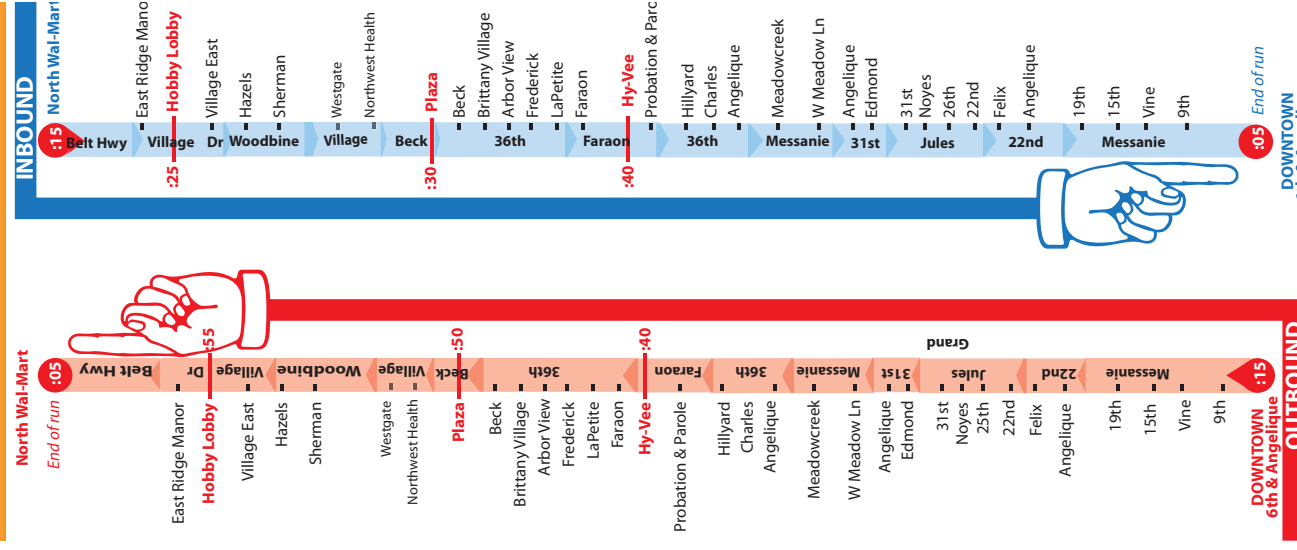 INBOUND
North Wal-Mart
:15
East Ridge Mano
Hobby Lobby
:25
Village East
Hazels
Sherman
Westgate
Northwest Health
Plaza
:30
Beck
Brittany Village
Arbor View
Frederick
LaPetite
Faraon
Hy-Vee
:40
Probation & Parc
Hillyard
Charles
Angelique
Meadowcreek
W Meadow Ln
Angelique
Edmond
31st
Noyes
26th
22nd
Felix
Angelique
19th
15th
Vine
9th
:05
End of run
DOWNTOWN
Belt Hwy
Village Dr
Woodbine
Village
Beck
36th
Faraon
36th
Messanie
31st
Jules
22nd
Messanie
North Wal-Mart
End of run
:05
East Ridge Manor
Hobby Lobby
:55
Village East
Hazels
Sherman
Westgate
Northwest Health
Plaza
:50
Beck
Brittany Village
Arbor View
Frederick
LaPetite
Faraon
Hy-Vee
:40
Probation & Parole
Hillyard
Charles
Angelique
Meadowcreek
W Meadow Ln
Angelique
Edmond
31st
Noyes
25th
22nd
Felix
Angelique
19th
15th
Vine
9th
:15
DOWNTOWN
6th & Angelique
OUTBOUND
Grand
Messanie
22nd
Jules
31st
Messanie
36th
Faraon
36th
Beck
Village
Woodbine
Village Dr
Belt Hwy